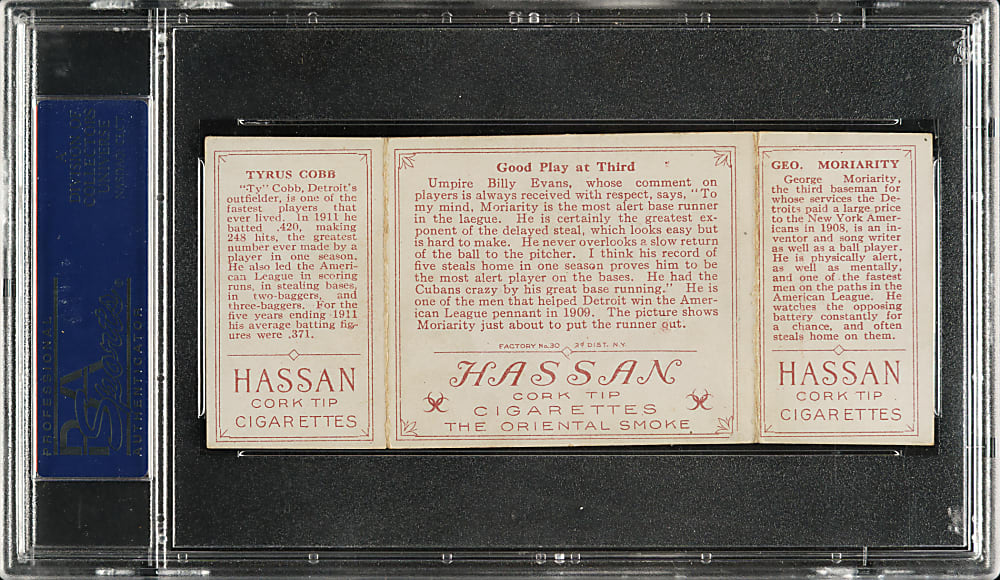 A
DIVISION OF
COLLECTORS
UNIVERSE
PROFESSIONAL
PSA
Sports
AUTHENTICATOR
TYRUS COBB
"Ty" Cobb, Detroit's
outfielder, is one of the
fastest players that
ever lived. In 1911 he
batted .420, making
248 hits, the greatest
number ever made by a
player in one season.
He also led the Ameri-
can League in scoring
runs, in stealing bases,
in two-baggers, and
three-baggers. For the
five years ending 1911
his average batting fig-
ures were .371.
HASSAN
CORK TIP
CIGARETTES
Good Play at Third
Umpire Billy Evans, whose comment on
players is always received with respect, says, "To
my mind, Moriarity is the most alert base runner
in the laegue. He is certainly the greatest ex-
ponent of the delayed steal, which looks easy but
is hard to make. He never overlooks a slow return
of the ball to the pitcher. I think his record of
five steals home in one season proves him to be
the most alert player on the bases. He had the
Cubans crazy by his great base running." He is
one of the men that helped Detroit win the Amer-
ican League pennant in 1909. The picture shows
Moriarity just about to put the runner out.
FACTORY No.30 2d DIST. N.Y.
HASSAN
CORK TIP
CIGARETTES
THE ORIENTAL SMOKE
GEO. MORIARITY
George Moriarity,
the third baseman for
whose services the De-
troits paid a large price
to the New York Amer-
icans in 1908, is an in-
ventor and song writer
as well as a ball player.
He is physically alert,
as well as mentally,
and one of the fastest
men on the paths in the
American League. He
watches the opposing
battery constantly for
a chance, and often
steals home on them.
HASSAN
CORK TIP
CIGARETTES